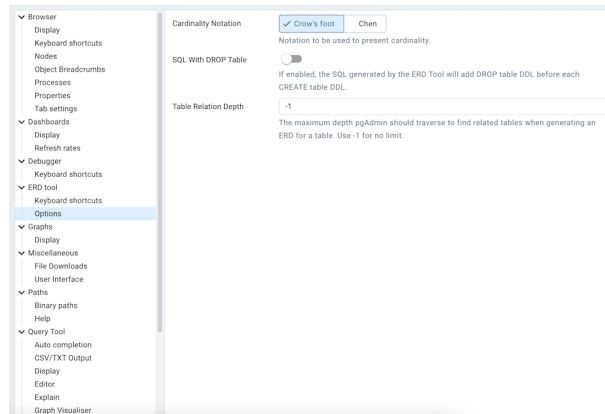 Browser
Display
Keyboard shortcuts
Nodes
Object Breadcrumbs
Processes
Properties
Tab settings
Dashboards
Display
Refresh rates
Debugger
Keyboard shortcuts
ERD tool
Keyboard shortcuts
Options
Graphs
Display
Miscellaneous
File Downloads
User Interface
Paths
Binary paths
Help
Query Tool
Auto completion
CSV/TXT Output
Display
Editor
Explain
Graph Visualiser
Cardinality Notation
Crow's foot Chen
Notation to be used to present cardinality.
SQL With DROP Table
If enabled, the SQL generated by the ERD Tool will add DROP table DDL before each
CREATE table DDL.
Table Relation Depth
-1
The maximum depth pgAdmin should traverse to find related tables when generating an
ERD for a table. Use -1 for no limit.